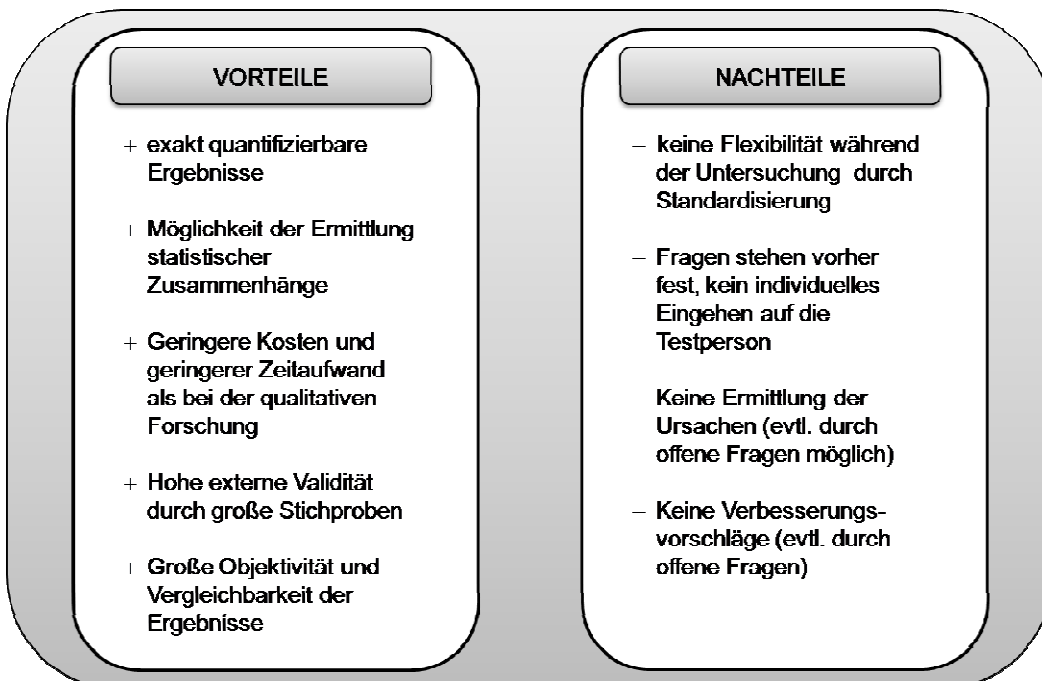 VORTEILE
+ exakt quantifizierbare
Ergebnisse
+ Möglichkeit der Ermittlung
statistischer
Zusammenhänge
+ Geringere Kosten und
geringerer Zeitaufwand
als bei der qualitativen
Forschung
+ Hohe externe Validität
durch große Stichproben
+ Große Objektivität und
Vergleichbarkeit der
Ergebnisse
NACHTEILE
– keine Flexibilität während
der Untersuchung durch
Standardisierung
– Fragen stehen vorher
fest, kein individuelles
Eingehen auf die
Testperson
Keine Ermittlung der
Ursachen (evtl. durch
offene Fragen möglich)
– Keine Verbesserungs-
vorschläge (evtl. durch
offene Fragen)